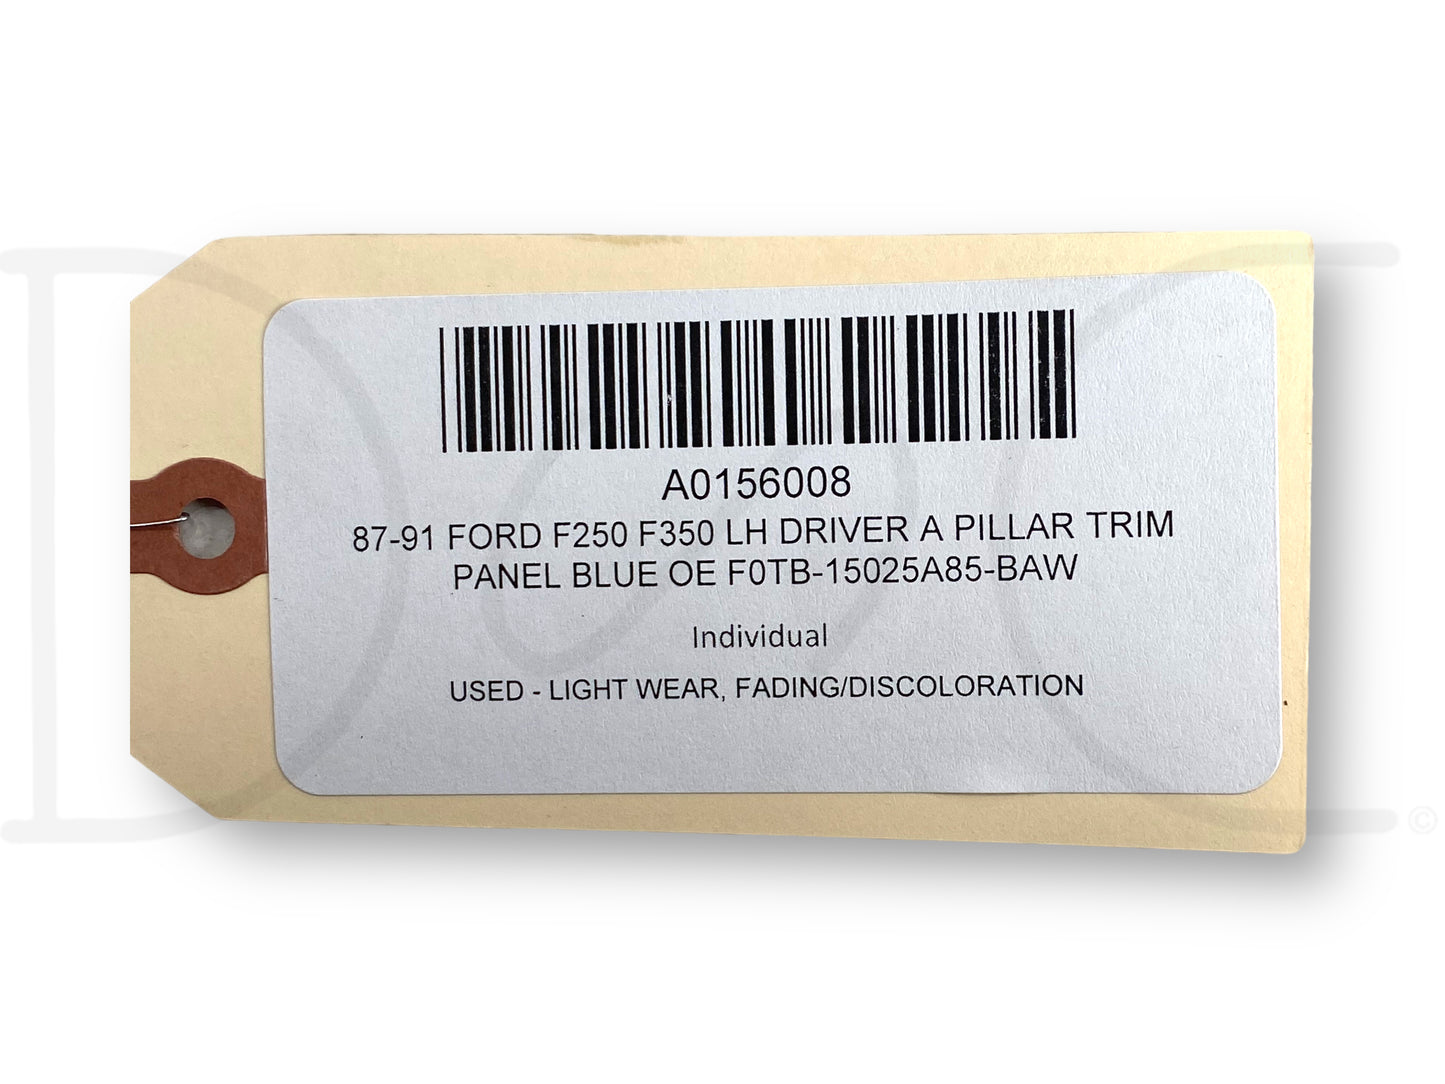 A0156008
87-91 FORD F250 F350 LH DRIVER A PILLAR TRIM
PANEL BLUE OE F0TB-15025A85-BAW
Individual
USED - LIGHT WEAR, FADING/DISCOLORATION
©